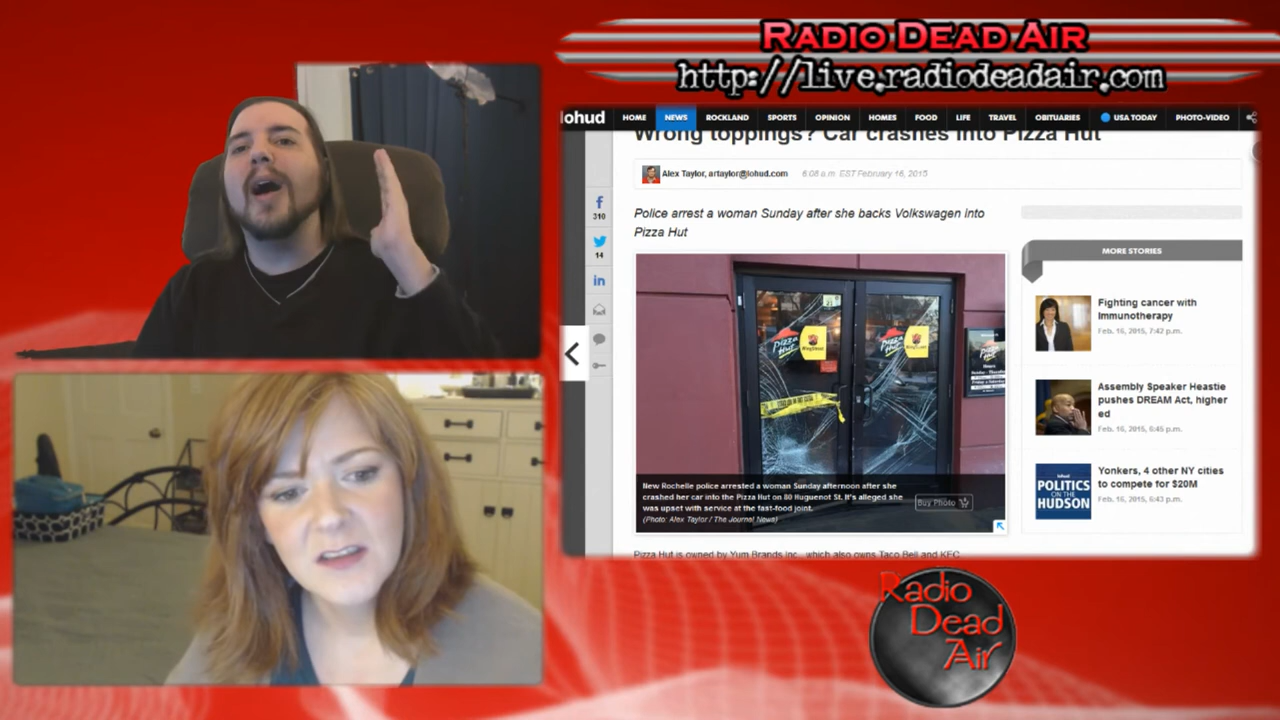 RADIO DEAD AIR
http://live.radiodeadair.com
lohud
HOME
NEWS
ROCKLAND
SPORTS
OPINION
HOMES
FOOD
LIFE
TRAVEL
OBITUARIES
USA TODAY
PHOTO-VIDEO
Wrong toppings? Car crashes into Pizza Hut
Alex Taylor, artaylor@lohud.com
6:08 a.m. EST February 16, 2015
310
14
in
Police arrest a woman Sunday after she backs Volkswagen into
Pizza Hut
Pizza Hut
Pizza Hut
Pizza Hut
New Rochelle police arrested a woman Sunday afternoon after she
crashed her car into the Pizza Hut on 80 Huguenot St. It's alleged she
was upset with service at the fast-food joint.
(Photo: Alex Taylor / The Journal News)
Buy Photo
Pizza Hut is owned by Yum Brands Inc., which also owns Taco Bell and KFC.
MORE STORIES
Fighting cancer with
Immunotherapy
Feb. 16, 2015, 7:42 p.m.
Assembly Speaker Heastie
pushes DREAM Act, higher
ed
Feb. 16, 2015, 6:45 p.m.
lohud
POLITICS
ON THE
HUDSON
Yonkers, 4 other NY cities
to compete for $20M
Feb. 16, 2015, 6:43 p.m.
Radio
Dead
Air